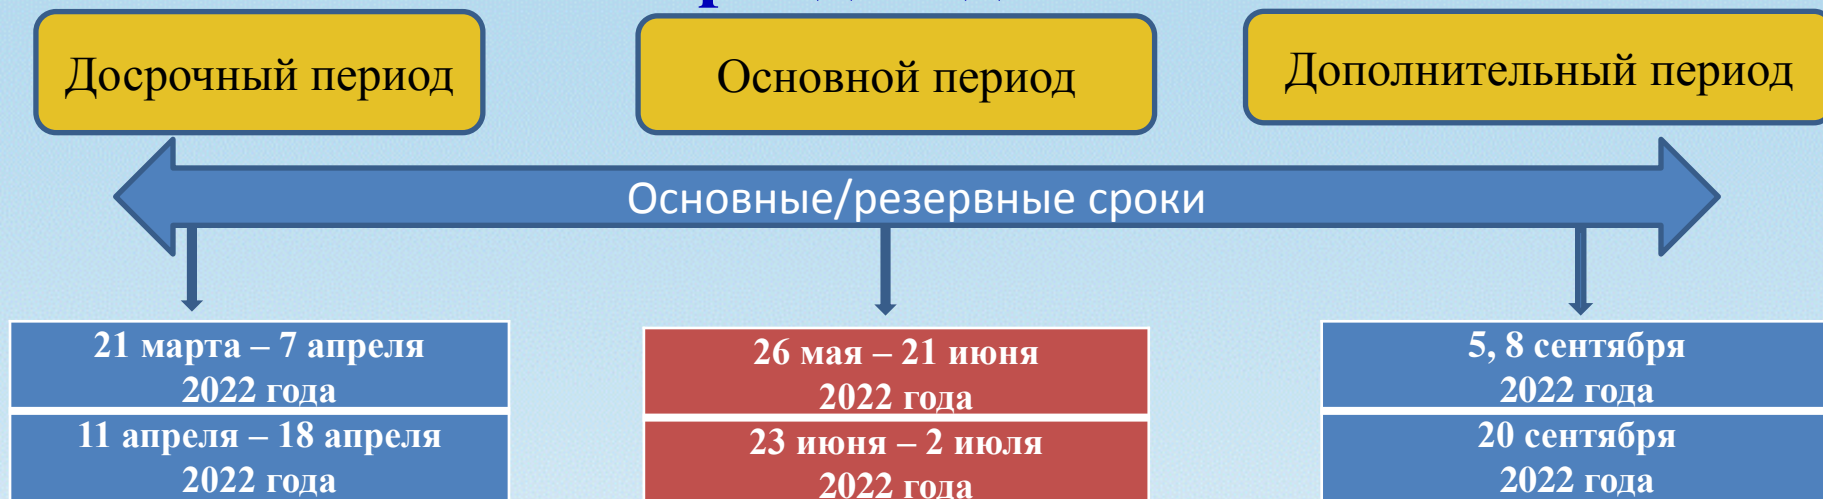 Досрочный период
Основной период
Дополнительный период
Основные/резервные сроки
21 марта – 7 апреля
2022 года
11 апреля – 18 апреля
2022 года
26 мая – 21 июня
2022 года
23 июня – 2 июля
2022 года
5, 8 сентября
2022 года
20 сентября
2022 года